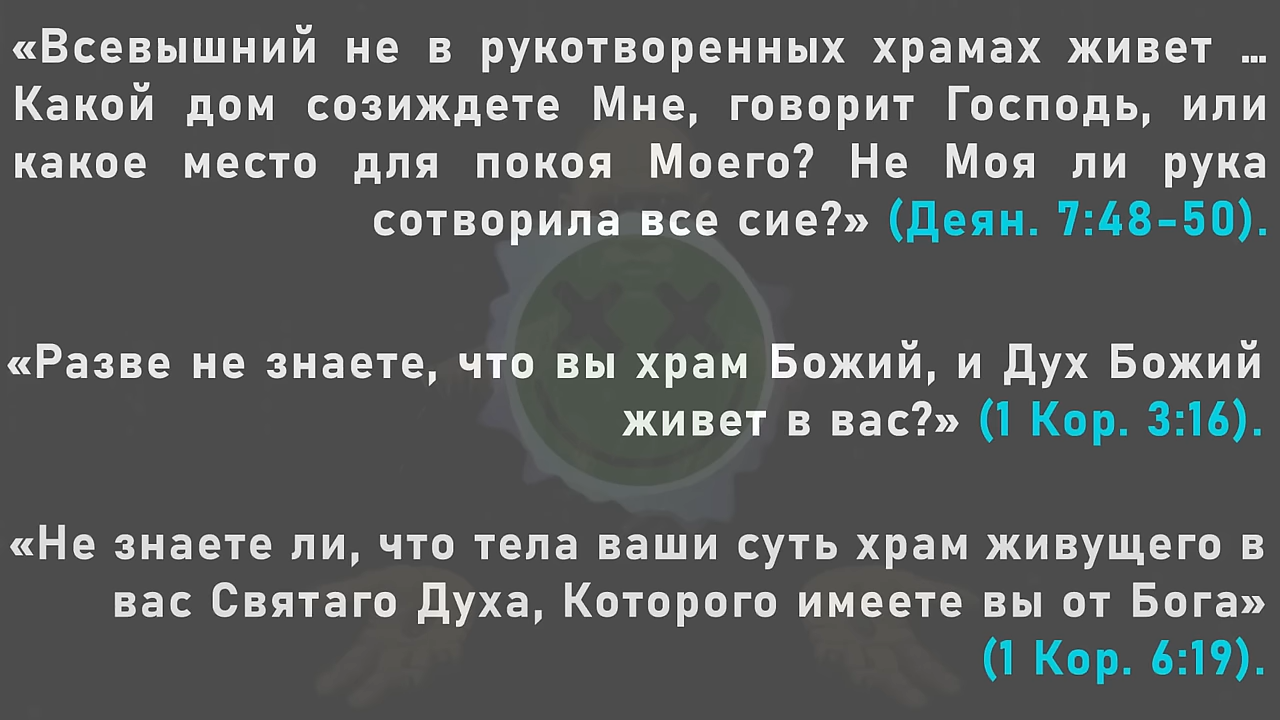 «Всевышний не в рукотворенных храмах живет …
Какой дом созиждете Мне, говорит Господь, или
какое место для покоя Моего? Не Моя ли рука
сотворила все сие?» (Деян. 7:48-50).
«Разве не знаете, что вы храм Божий, и Дух Божий
живет в вас?» (1 Кор. 3:16).
«Не знаете ли, что тела ваши суть храм живущего в
вас Святаго Духа, Которого имеете вы от Бога»
(1 Кор. 6:19).